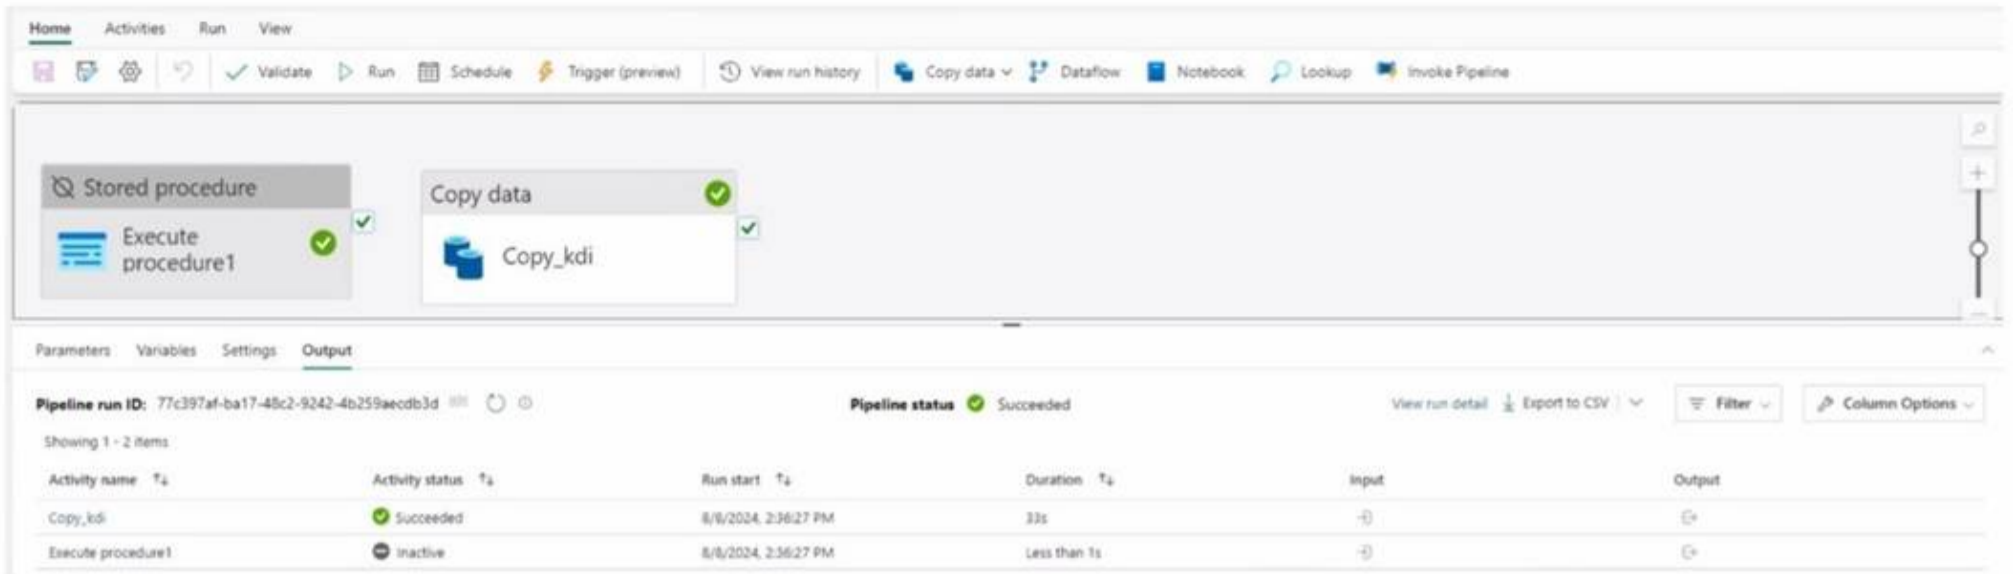 Home Activities Run View
Validate Run Schedule Trigger (preview) View run history Copy data Dataflow Notebook Lookup Invoke Pipeline
Stored procedure
Execute
procedure1
Copy data
Copy_kdi
Parameters Variables Settings Output
Pipeline run ID: 77c397af-ba17-48c2-9242-4b259aecdb3d Pipeline status Succeeded View run detail Export to CSV Filter Column Options
Showing 1 - 2 items
Activity name Activity status Run start Duration Input Output
Copy_kdi Succeeded 8/8/2024, 2:36:27 PM 33s
Execute procedure1 Inactive 8/8/2024, 2:36:27 PM Less than 1s